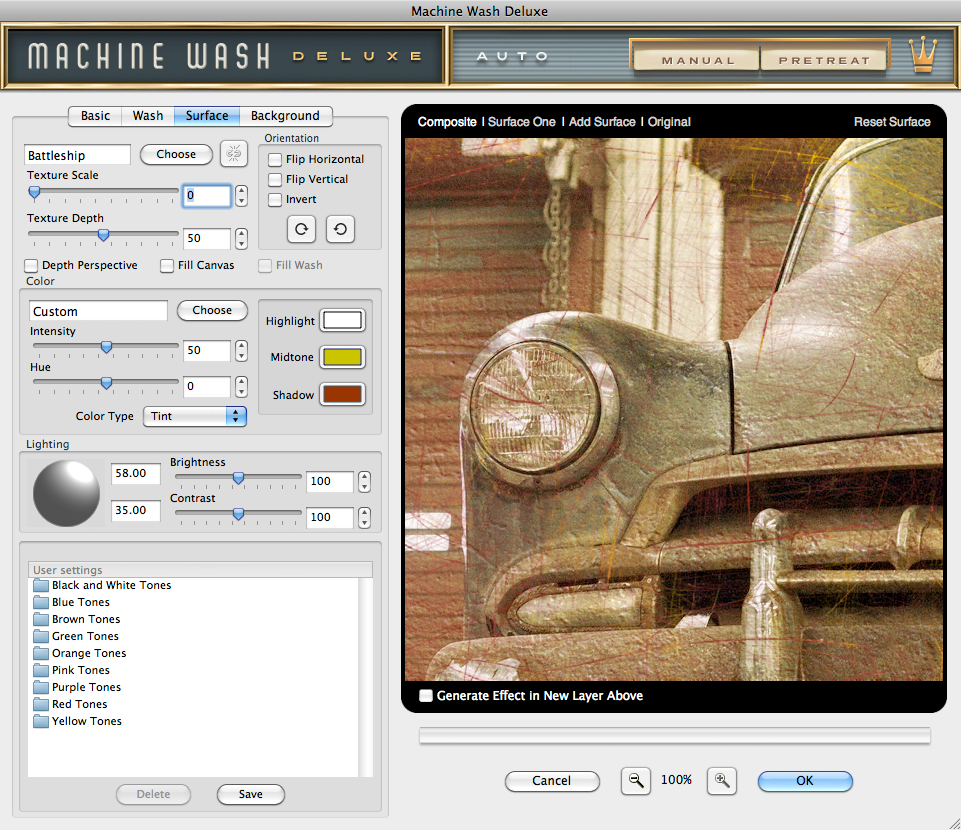 Machine Wash Deluxe
MACHINE WASH DELUXE
AUTO
MANUAL
PRETREAT
Basic Wash Surface Background
Battleship
Choose
Texture Scale
0
Texture Depth
50
Orientation
Flip Horizontal
Flip Vertical
Invert
Depth Perspective
Fill Canvas
Fill Wash
Color
Custom
Choose
Intensity
50
Hue
0
Color Type
Tint
Highlight
Midtone
Shadow
Lighting
58.00
35.00
Brightness
100
Contrast
100
User settings
Black and White Tones
Blue Tones
Brown Tones
Green Tones
Orange Tones
Pink Tones
Purple Tones
Red Tones
Yellow Tones
Delete
Save
Composite | Surface One | Add Surface | Original
Reset Surface
Generate Effect in New Layer Above
Cancel
100%
OK